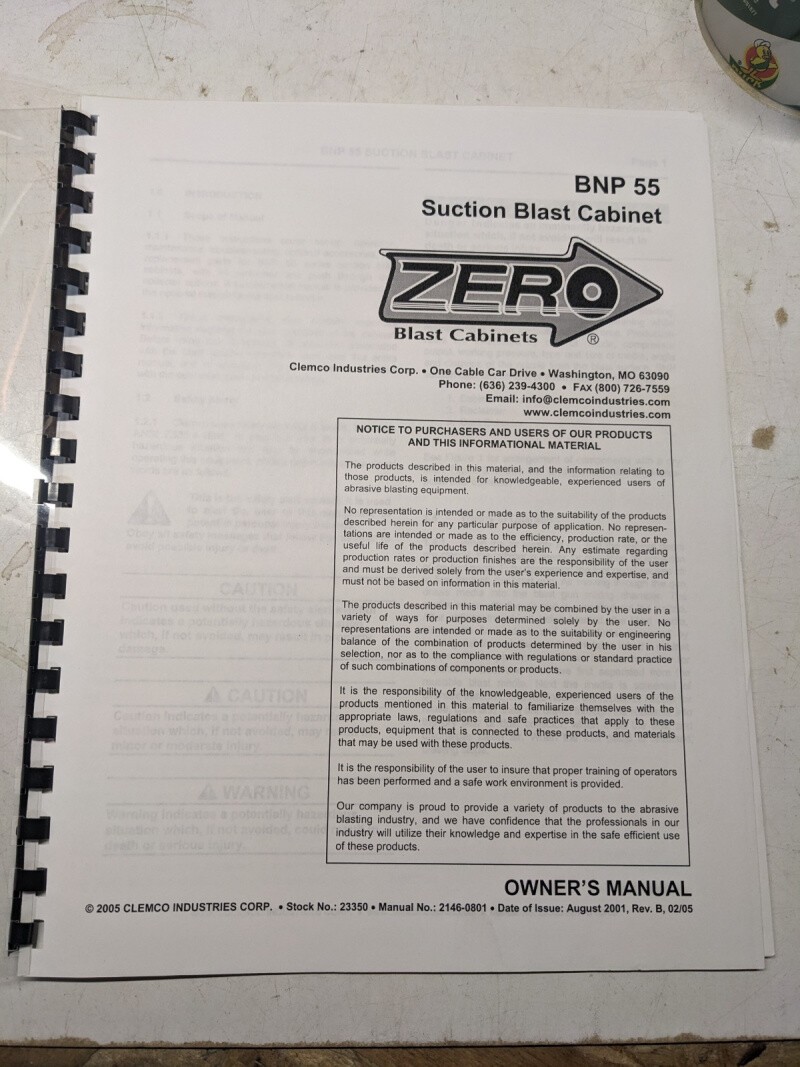 BNP 55
Suction Blast Cabinet
ZERO
Blast Cabinets ®
Clemco Industries Corp. • One Cable Car Drive • Washington, MO 63090
Phone: (636) 239-4300 • FAX (800) 726-7559
Email: info@clemcoindustries.com
www.clemcoindustries.com
NOTICE TO PURCHASERS AND USERS OF OUR PRODUCTS
AND THIS INFORMATIONAL MATERIAL
The products described in this material, and the information relating to
those products, is intended for knowledgeable, experienced users of
abrasive blasting equipment.
No representation is intended or made as to the suitability of the products
described herein for any particular purpose of application. No represen-
tations are intended or made as to the efficiency, production rate, or the
useful life of the products described herein. Any estimate regarding
production rates or production finishes are the responsibility of the user
and must be derived solely from the user's experience and expertise, and
must not be based on information in this material.
The products described in this material may be combined by the user in a
variety of ways for purposes determined solely by the user. No
representations are intended or made as to the suitability or engineering
balance of the combination of products determined by the user in his
selection, nor as to the compliance with regulations or standard practice
of such combinations of components or products.
It is the responsibility of the knowledgeable, experienced users of the
products mentioned in this material to familiarize themselves with the
appropriate laws, regulations and safe practices that apply to these
products, equipment that is connected to these products, and materials
that may be used with these products.
It is the responsibility of the user to insure that proper training of operators
has been performed and a safe work environment is provided.
Our company is proud to provide a variety of products to the abrasive
blasting industry, and we have confidence that the professionals in our
industry will utilize their knowledge and expertise in the safe efficient use
of these products.
OWNER'S MANUAL
© 2005 CLEMCO INDUSTRIES CORP. • Stock No.: 23350 • Manual No.: 2146-0801 • Date of Issue: August 2001, Rev. B, 02/05
CAUTION
CAUTION
WARNING